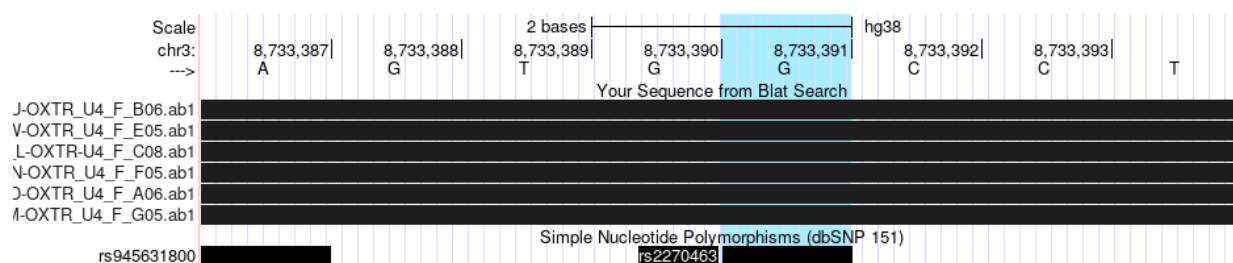 Scale 2 bases hg38
chr3: 8,733,387 8,733,388 8,733,389 8,733,390 8,733,391 8,733,392 8,733,393
---> A G T G G C C T
Your Sequence from Blat Search
J-OXTR_U4_F_B06.ab1
W-OXTR_U4_F_E05.ab1
L-OXTR-U4_F_C08.ab1
N-OXTR_U4_F_F05.ab1
-OXTR_U4_F_A06.ab1
-OXTR_U4_F_G05.ab1
Simple Nucleotide Polymorphisms (dbSNP 151)
rs945631800 rs2270463